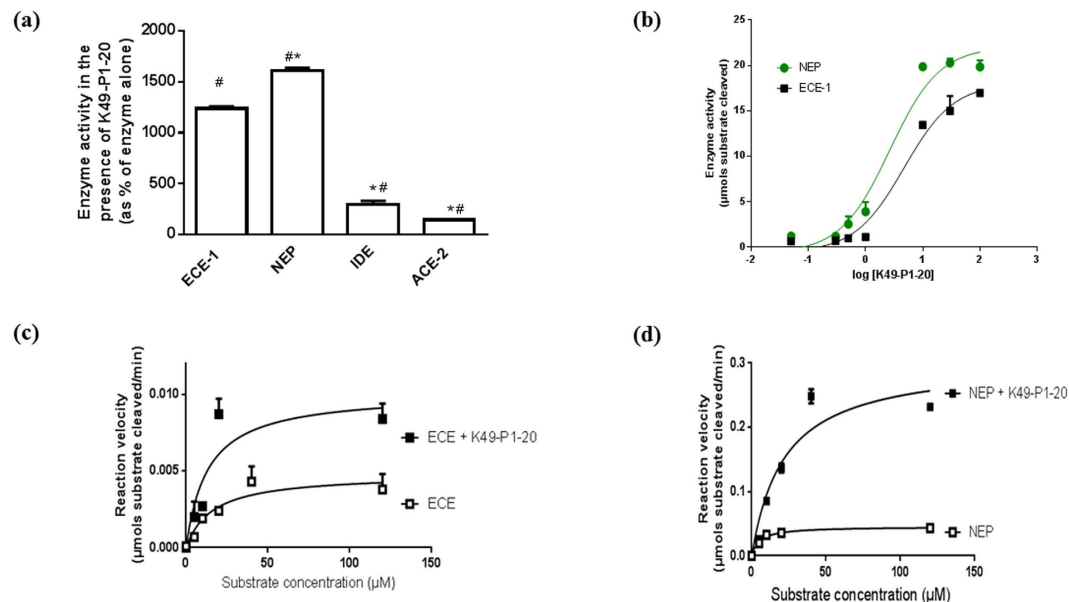 (a)
Enzyme activity in the
presence of K49-P1-20
(as % of enzyme alone)
2000
1500
1000
500
0
#
#*
*#
*#
ECE-1
NEP
IDE
ACE-2
(b)
Enzyme activity
(µmols substrate cleaved)
25
20
15
10
5
0
NEP
ECE-1
-2
-1
0
1
2
3
log [K49-P1-20]
(c)
Reaction velocity
(µmols substrate cleaved/min)
0.010
0.005
0.000
0
50
100
150
ECE + K49-P1-20
ECE
Substrate concentration (µM)
(d)
Reaction velocity
(µmols substrate cleaved/min)
0.3
0.2
0.1
0.0
0
50
100
150
NEP + K49-P1-20
NEP
Substrate concentration (µM)